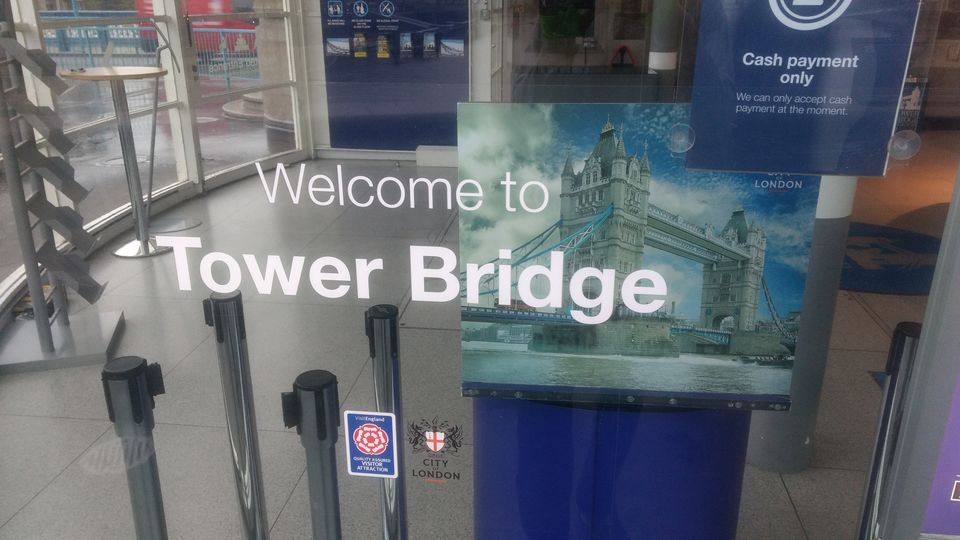 Cash payment
only
We can only accept cash
payment at the moment.
LONDON
Welcome to
Tower Bridge
VisitEngland
QUALITY ASSURED
VISITOR
ATTRACTION
CITY
OF
LONDON